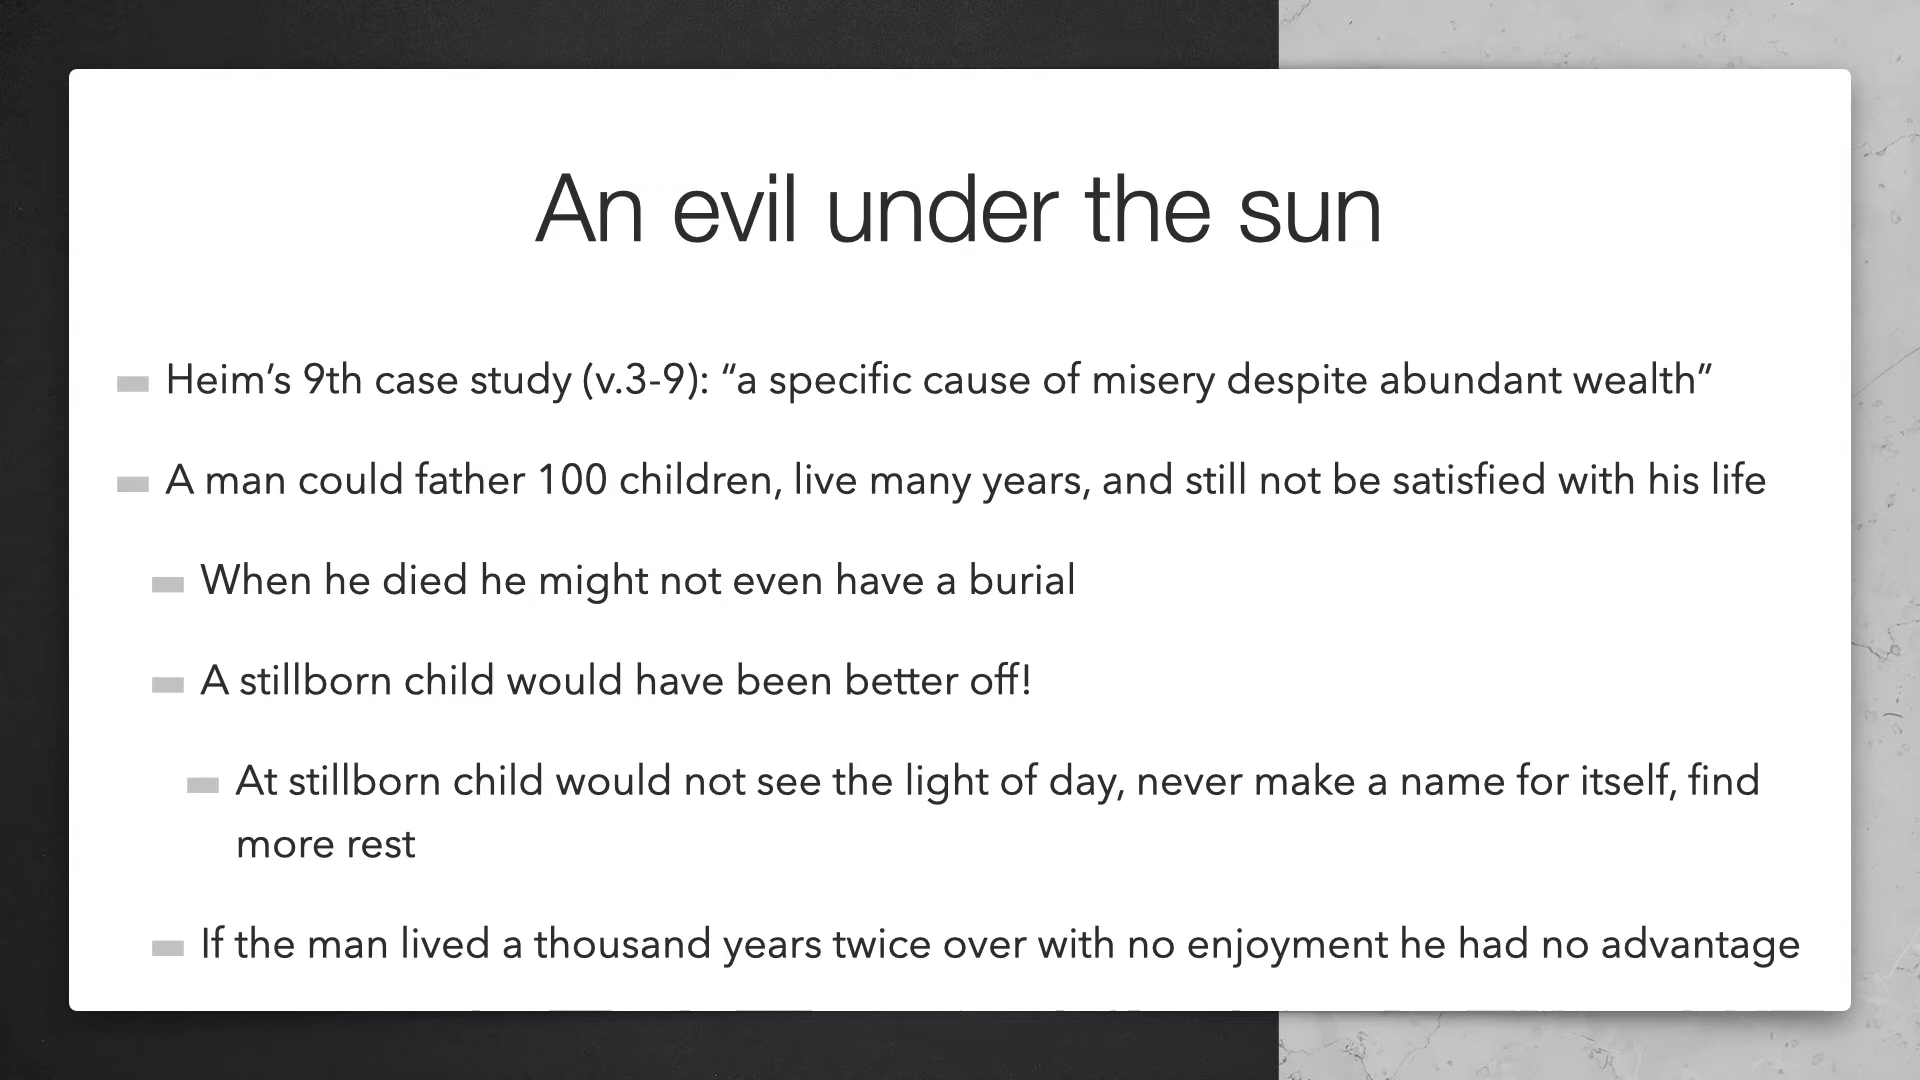 An evil under the sun
Heim’s 9th case study (v.3-9): “a specific cause of misery despite abundant wealth”
A man could father 100 children, live many years, and still not be satisfied with his life
When he died he might not even have a burial
A stillborn child would have been better off!
At stillborn child would not see the light of day, never make a name for itself, find
more rest
If the man lived a thousand years twice over with no enjoyment he had no advantage